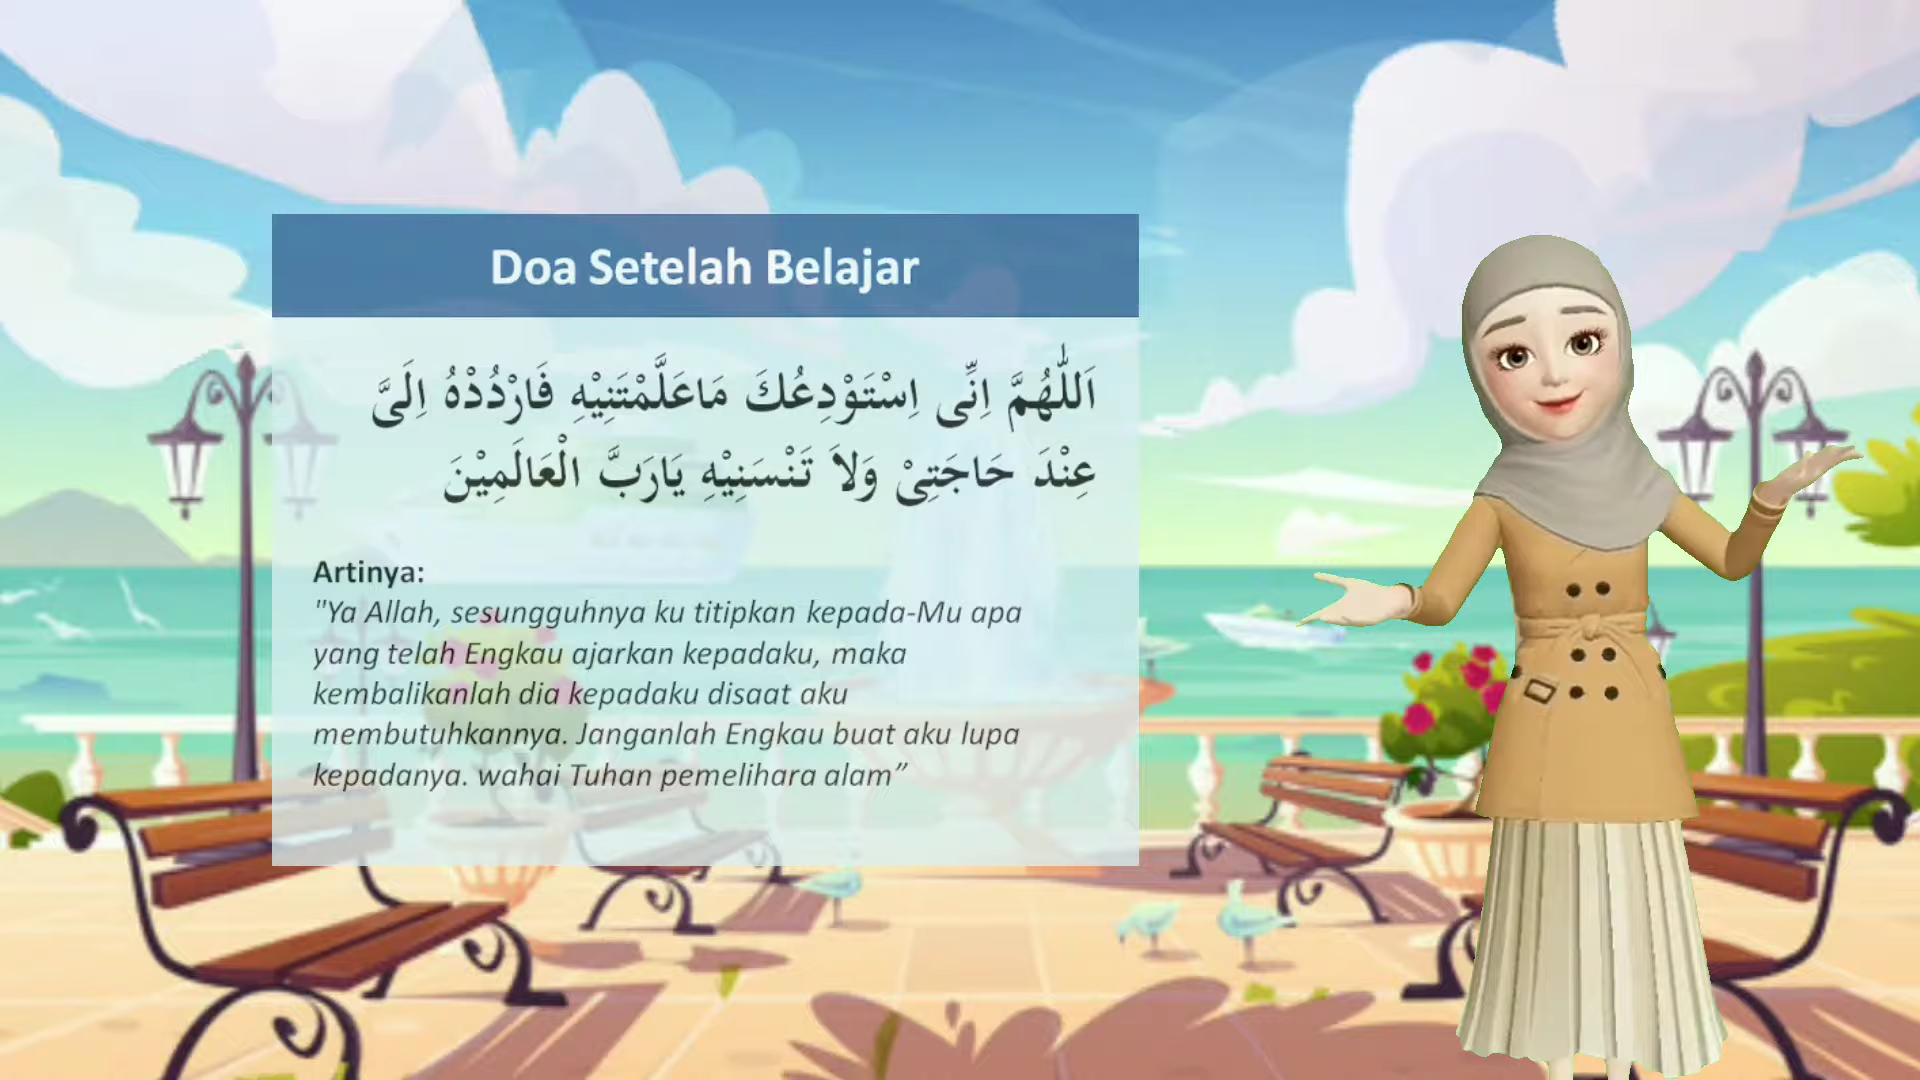 Doa Setelah Belajar
اَللّٰهُمَّ اِنِّى اِسْتَوْدِعُكَ مَاعَلَّمْتَنِيْهِ فَارْدُدْهُ اِلَىَّ
عِنْدَ حَاجَتِىْ وَلاَ تَنْسَنِيْهِ يَارَبَّ الْعَالَمِيْنَ
Artinya:
"Ya Allah, sesungguhnya ku titipkan kepada-Mu apa
yang telah Engkau ajarkan kepadaku, maka
kembalikanlah dia kepadaku disaat aku
membutuhkannya. Janganlah Engkau buat aku lupa
kepadanya. wahai Tuhan pemelihara alam”